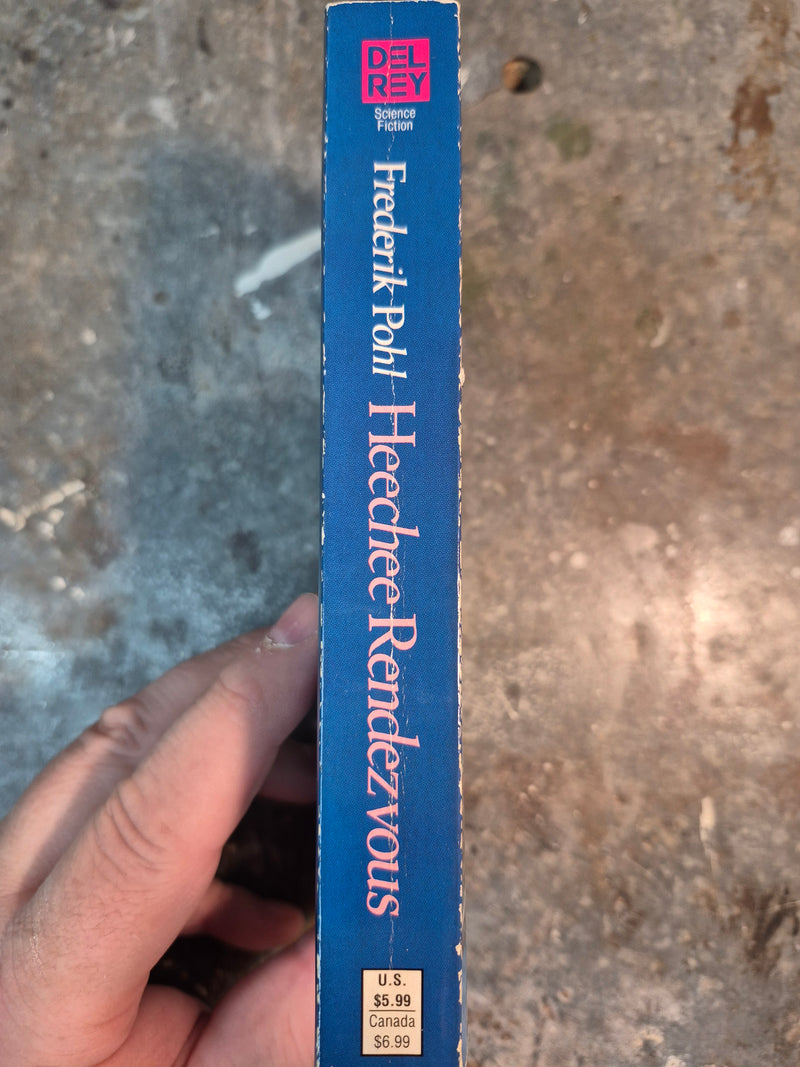 DEL
REY
Science
Fiction
Frederik Pohl
Heechee Rendezvous
U.S.
$5.99
Canada
$6.99